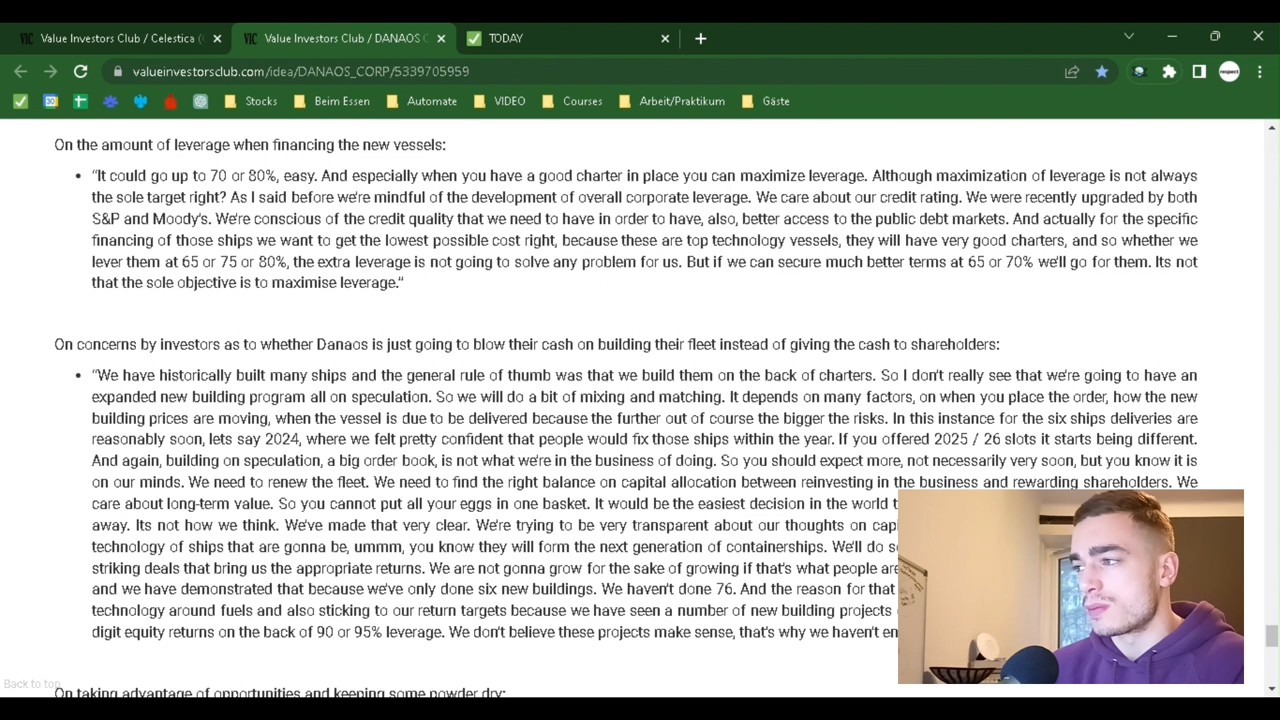 Value Investors Club / Celestica (
Value Investors Club / DANAOS C
TODAY
valueinvestorsclub.com/idea/DANAOS_CORP/5339705959
respect
Stocks
Beim Essen
Automate
VIDEO
Courses
Arbeit/Praktikum
Gäste
On the amount of leverage when financing the new vessels:
“It could go up to 70 or 80%, easy. And especially when you have a good charter in place you can maximize leverage. Although maximization of leverage is not always
the sole target right? As I said before we're mindful of the development of overall corporate leverage. We care about our credit rating. We were recently upgraded by both
S&P and Moody's. We're conscious of the credit quality that we need to have in order to have, also, better access to the public debt markets. And actually for the specific
financing of those ships we want to get the lowest possible cost right, because these are top technology vessels, they will have very good charters, and so whether we
lever them at 65 or 75 or 80%, the extra leverage is not going to solve any problem for us. But if we can secure much better terms at 65 or 70% we'll go for them. Its not
that the sole objective is to maximise leverage.”
On concerns by investors as to whether Danaos is just going to blow their cash on building their fleet instead of giving the cash to shareholders:
“We have historically built many ships and the general rule of thumb was that we build them on the back of charters. So I don't really see that we're going to have an
expanded new building program all on speculation. So we will do a bit of mixing and matching. It depends on many factors, on when you place the order, how the new
building prices are moving, when the vessel is due to be delivered because the further out of course the bigger the risks. In this instance for the six ships deliveries are
reasonably soon, lets say 2024, where we felt pretty confident that people would fix those ships within the year. If you offered 2025 / 26 slots it starts being different.
And again, building on speculation, a big order book, is not what we're in the business of doing. So you should expect more, not necessarily very soon, but you know it is
on our minds. We need to renew the fleet. We need to find the right balance on capital allocation between reinvesting in the business and rewarding shareholders. We
care about long-term value. So you cannot put all your eggs in one basket. It would be the easiest decision in the world
away. Its not how we think. We've made that very clear. We're trying to be very transparent about our thoughts on capi
technology of ships that are gonna be, ummm, you know they will form the next generation of containerships. We'll do s
striking deals that bring us the appropriate returns. We are not gonna grow for the sake of growing if that's what people are
and we have demonstrated that because we've only done six new buildings. We haven't done 76. And the reason for that
technology around fuels and also sticking to our return targets because we have seen a number of new building projects
digit equity returns on the back of 90 or 95% leverage. We don't believe these projects make sense, that's why we haven't en
Back to top
On taking advantage of opportunities and keeping some powder dry: